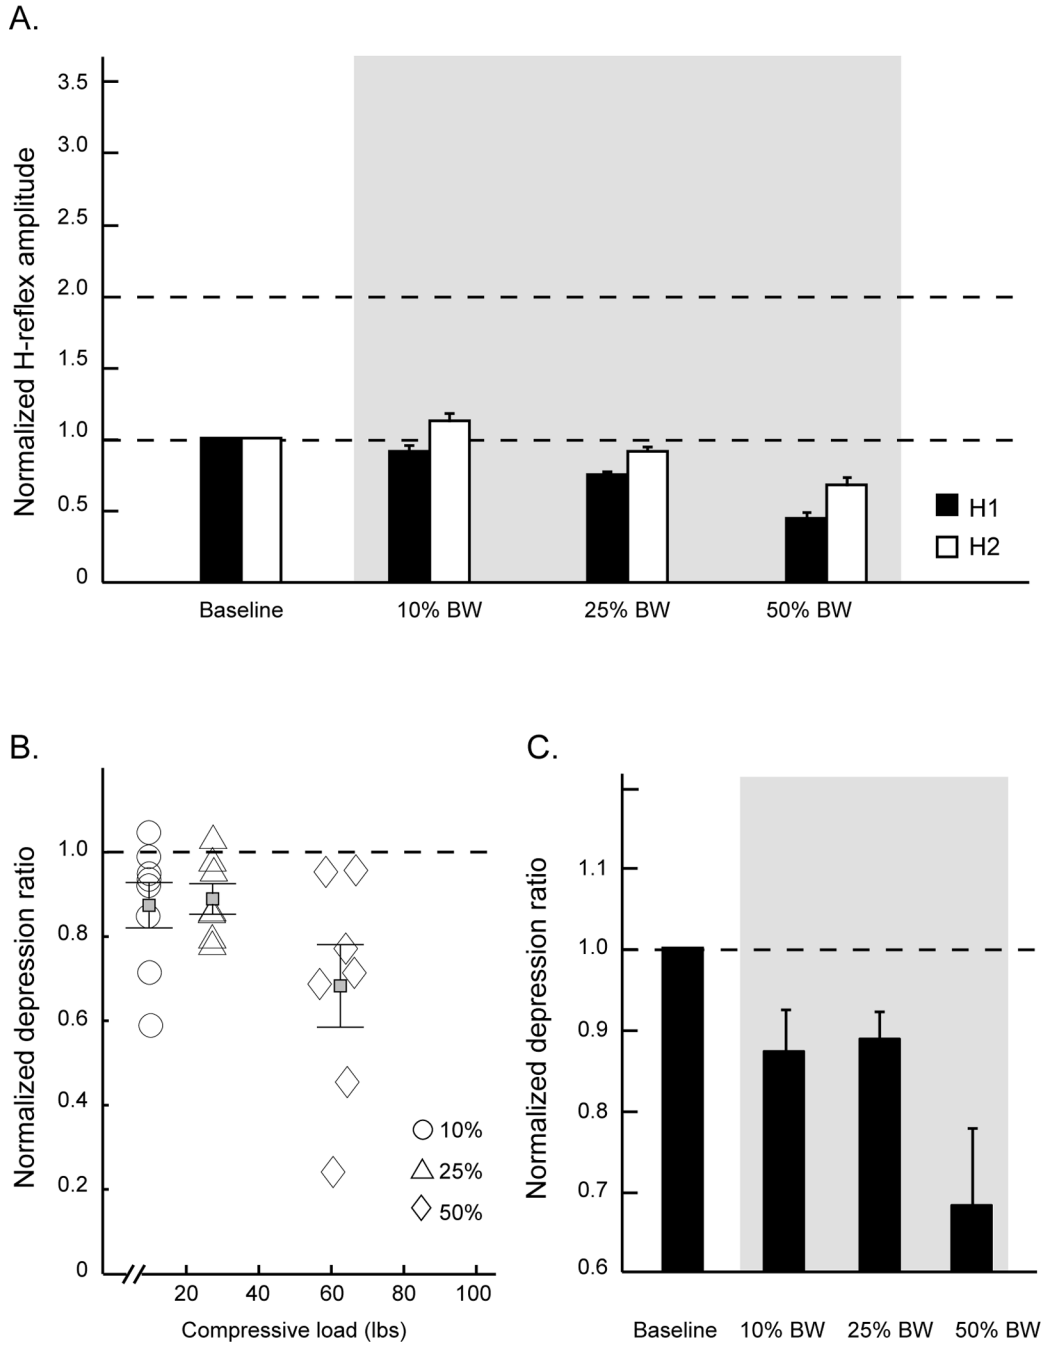 A.
Normalized H-reflex amplitude
3.5
3.0
2.5
2.0
1.5
1.0
0.5
0
H1
H2
Baseline
10% BW
25% BW
50% BW
B.
Normalized depression ratio
1.0
0.8
0.6
0.4
0.2
0
10%
25%
50%
20
40
60
80
100
Compressive load (lbs)
C.
Normalized depression ratio
1.1
1.0
0.9
0.8
0.7
0.6
Baseline
10% BW
25% BW
50% BW